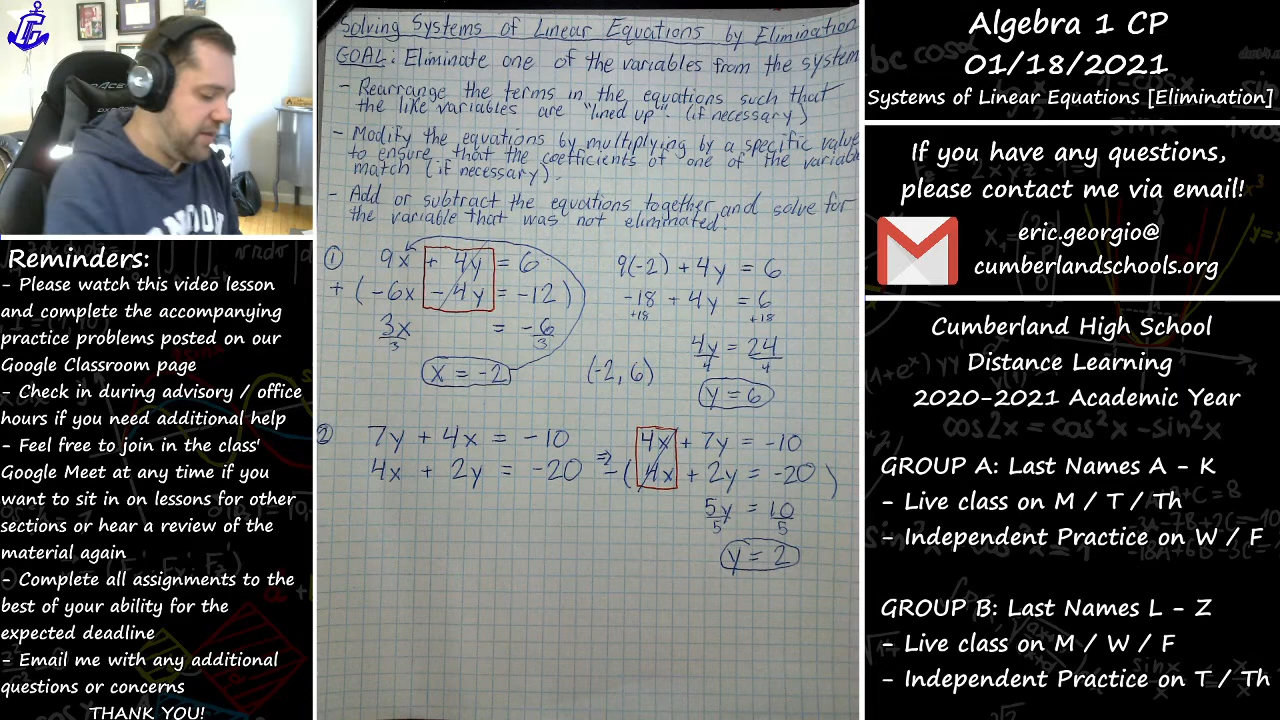 Solving Systems of Linear Equations by Elimination
GOAL: Eliminate one of the variables from the system
- Rearrange the terms in the equations such that
the like variables are "lined up". (if necessary)
- Modify the equations by multiplying by a specific value
to ensure that the coefficients of one of the variable
match (if necessary).
- Add or subtract the equations together and solve for
the variable that was not eliminated.
① 9x + 4y = 6
+ (-6x - 4y = -12)
3x/3 = -6/3
x = -2
9(-2) + 4y = 6
-18 + 4y = 6
+18 +18
4y/4 = 24/4
y = 6
(-2, 6)
② 7y + 4x = -10
4x + 2y = -20
⇒ 4x + 7y = -10
- (4x + 2y = -20)
5y/5 = 10/5
y = 2
Reminders:
- Please watch this video lesson
and complete the accompanying
practice problems posted on our
Google Classroom page
- Check in during advisory / office
hours if you need additional help
- Feel free to join in the class'
Google Meet at any time if you
want to sit in on lessons for other
sections or hear a review of the
material again
- Complete all assignments to the
best of your ability for the
expected deadline
- Email me with any additional
questions or concerns
THANK YOU!
Algebra 1 CP
01/18/2021
Systems of Linear Equations [Elimination]
If you have any questions,
please contact me via email!
eric.georgio@
cumberlandschools.org
Cumberland High School
Distance Learning
2020-2021 Academic Year
GROUP A: Last Names A - K
- Live class on M / T / Th
- Independent Practice on W / F
GROUP B: Last Names L - Z
- Live class on M / W / F
- Independent Practice on T / Th